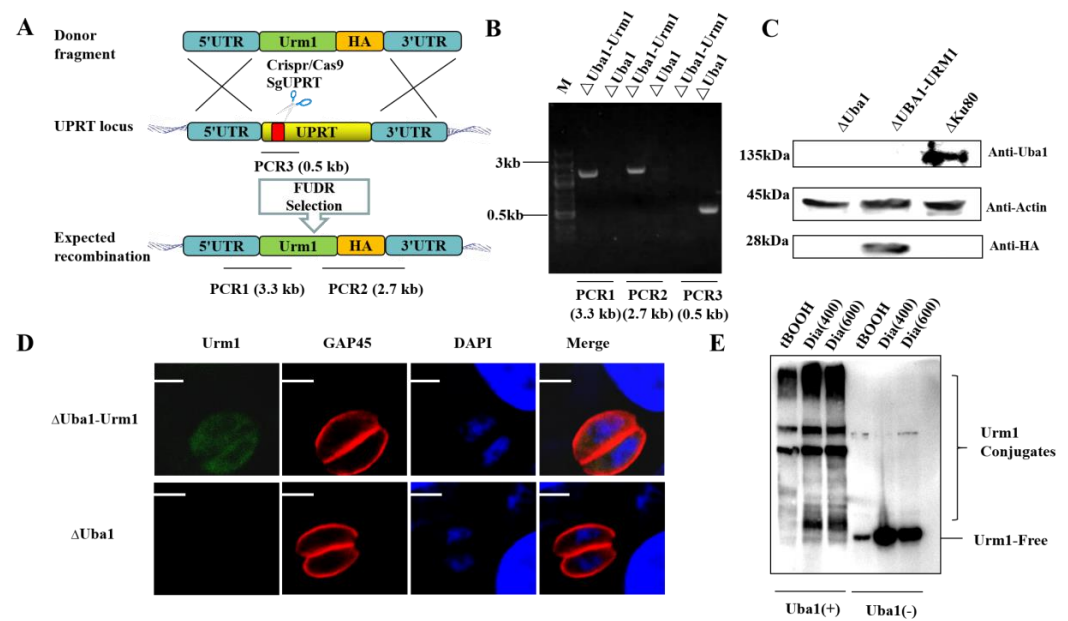 A
Donor
fragment
5'UTR Urm1 HA 3'UTR
Crispr/Cas9
SgUPRT
UPRT locus
5'UTR UPRT 3'UTR
PCR3 (0.5 kb)
FUDR
Selection
Expected
recombination
5'UTR Urm1 HA 3'UTR
PCR1 (3.3 kb) PCR2 (2.7 kb)
B
M
△Uba1-Urm1
△Uba1
△Uba1-Urm1
△Uba1
△Uba1-Urm1
△Uba1
3kb
0.5kb
PCR1 PCR2 PCR3
(3.3 kb) (2.7 kb) (0.5 kb)
C
ΔUba1
ΔUBA1-URM1
ΔKu80
135kDa Anti-Uba1
45kDa Anti-Actin
28kDa Anti-HA
D
Urm1 GAP45 DAPI Merge
ΔUba1-Urm1
ΔUba1
E
tBOOH
Dia(400)
Dia(600)
tBOOH
Dia(400)
Dia(600)
Urm1
Conjugates
Urm1-Free
Uba1(+) Uba1(-)